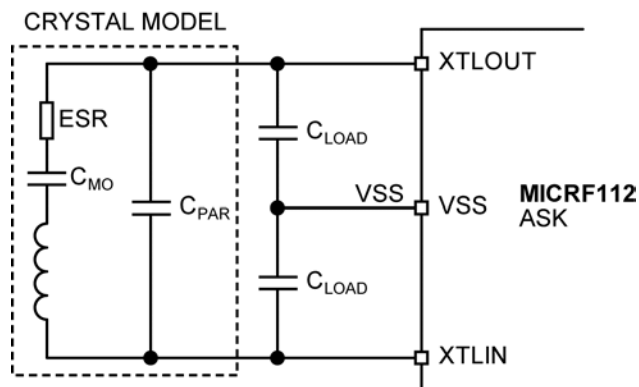 CRYSTAL MODEL
XTLOUT
ESR
CLOAD
CMO
VSS
VSS
MICRF112
ASK
CPAR
CLOAD
XTLIN